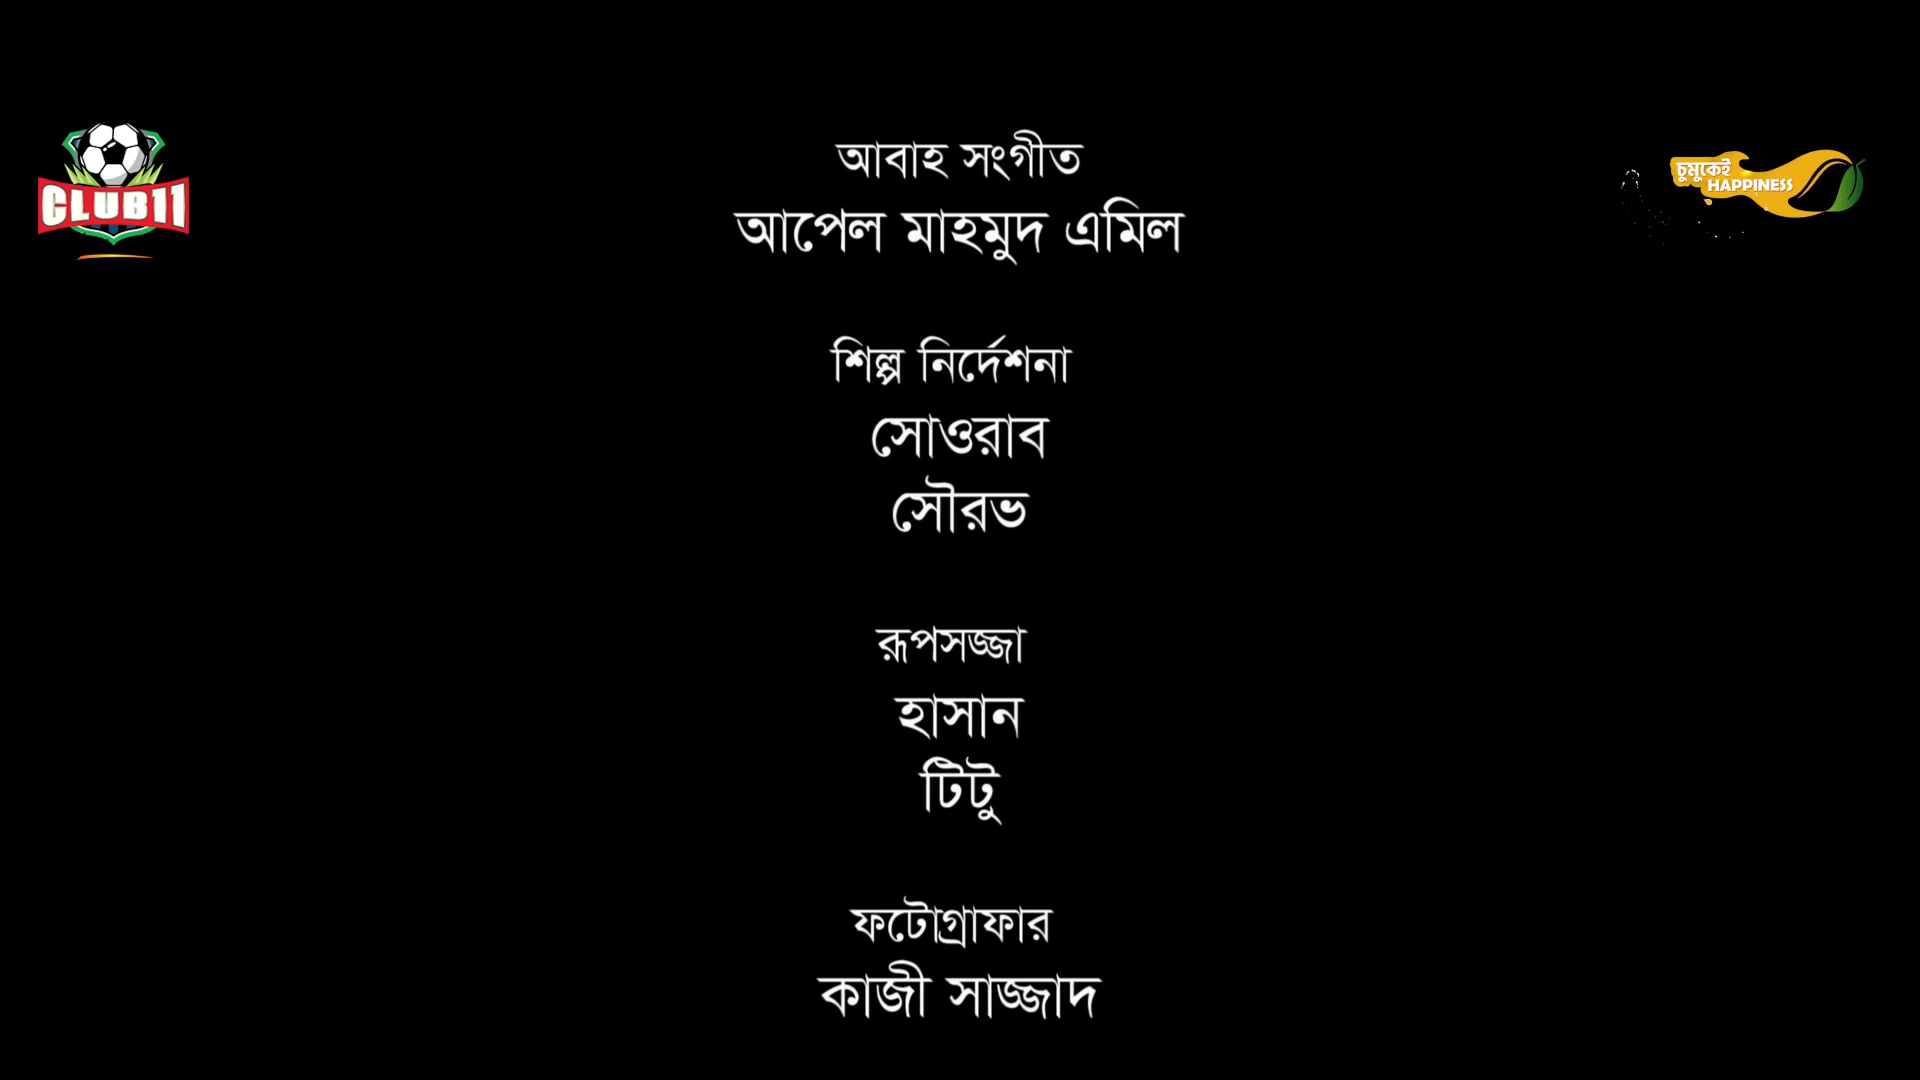 CLUB11
চুমুকেই
HAPPINESS
আবাহ সংগীত
আপেল মাহমুদ এমিল
শিল্প নির্দেশনা
সোওরাব
সৌরভ
রূপসজ্জা
হাসান
টিটু
ফটোগ্রাফার
কাজী সাজ্জাদ